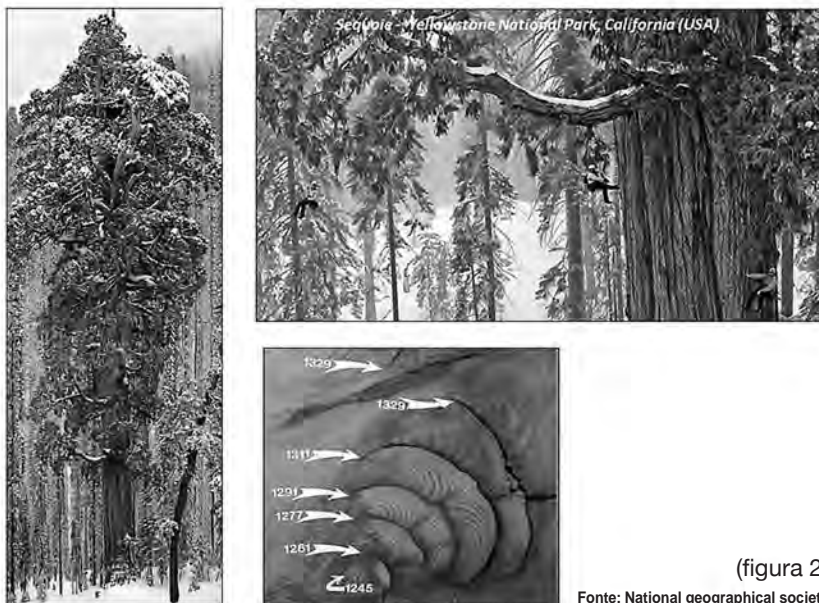 Sequoie - Yellowstone National Park, California (USA)
1329
1329
1311
1291
1277
1261
1245
(figura 2
Fonte: National geographical societ